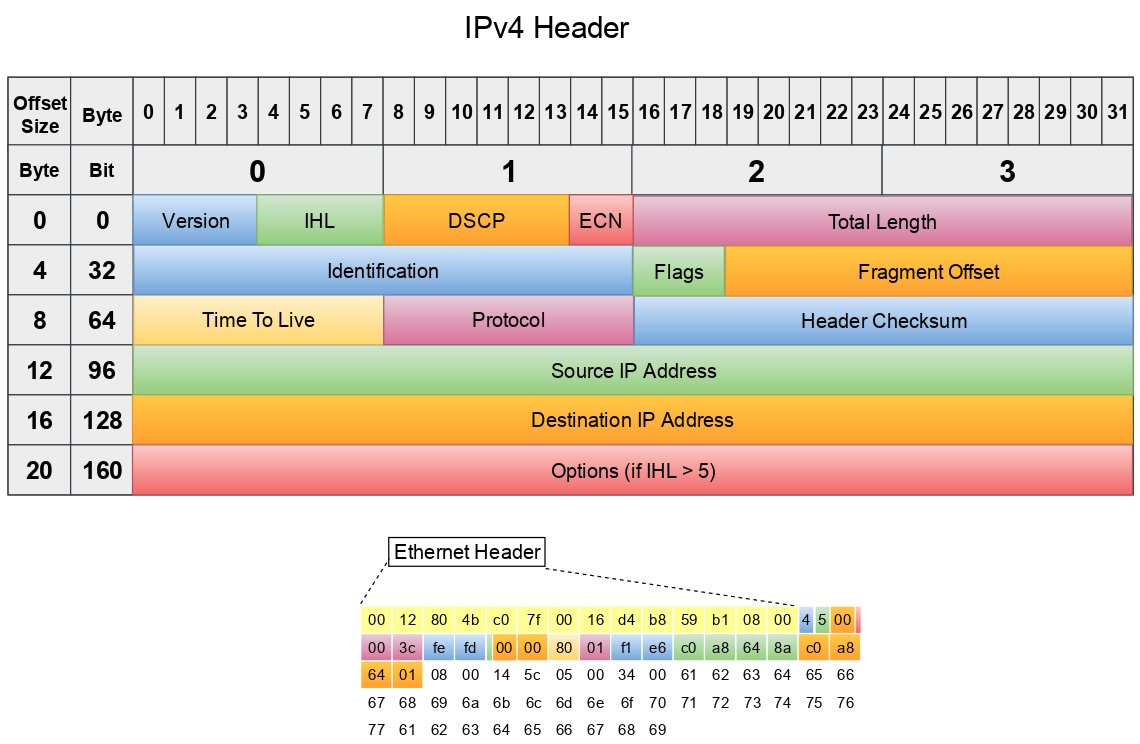 IPv4 Header
Offset Size Byte 0 1 2 3 4 5 6 7 8 9 10 11 12 13 14 15 16 17 18 19 20 21 22 23 24 25 26 27 28 29 30 31
Byte Bit 0 1 2 3
0 0 Version IHL DSCP ECN Total Length
4 32 Identification Flags Fragment Offset
8 64 Time To Live Protocol Header Checksum
12 96 Source IP Address
16 128 Destination IP Address
20 160 Options (if IHL > 5)
Ethernet Header
00 12 80 4b c0 7f 00 16 d4 b8 59 b1 08 00 4 5 00
00 3c fe fd 00 00 80 01 f1 e6 c0 a8 64 8a c0 a8
64 01 08 00 14 5c 05 00 34 00 61 62 63 64 65 66
67 68 69 6a 6b 6c 6d 6e 6f 70 71 72 73 74 75 76
77 61 62 63 64 65 66 67 68 69